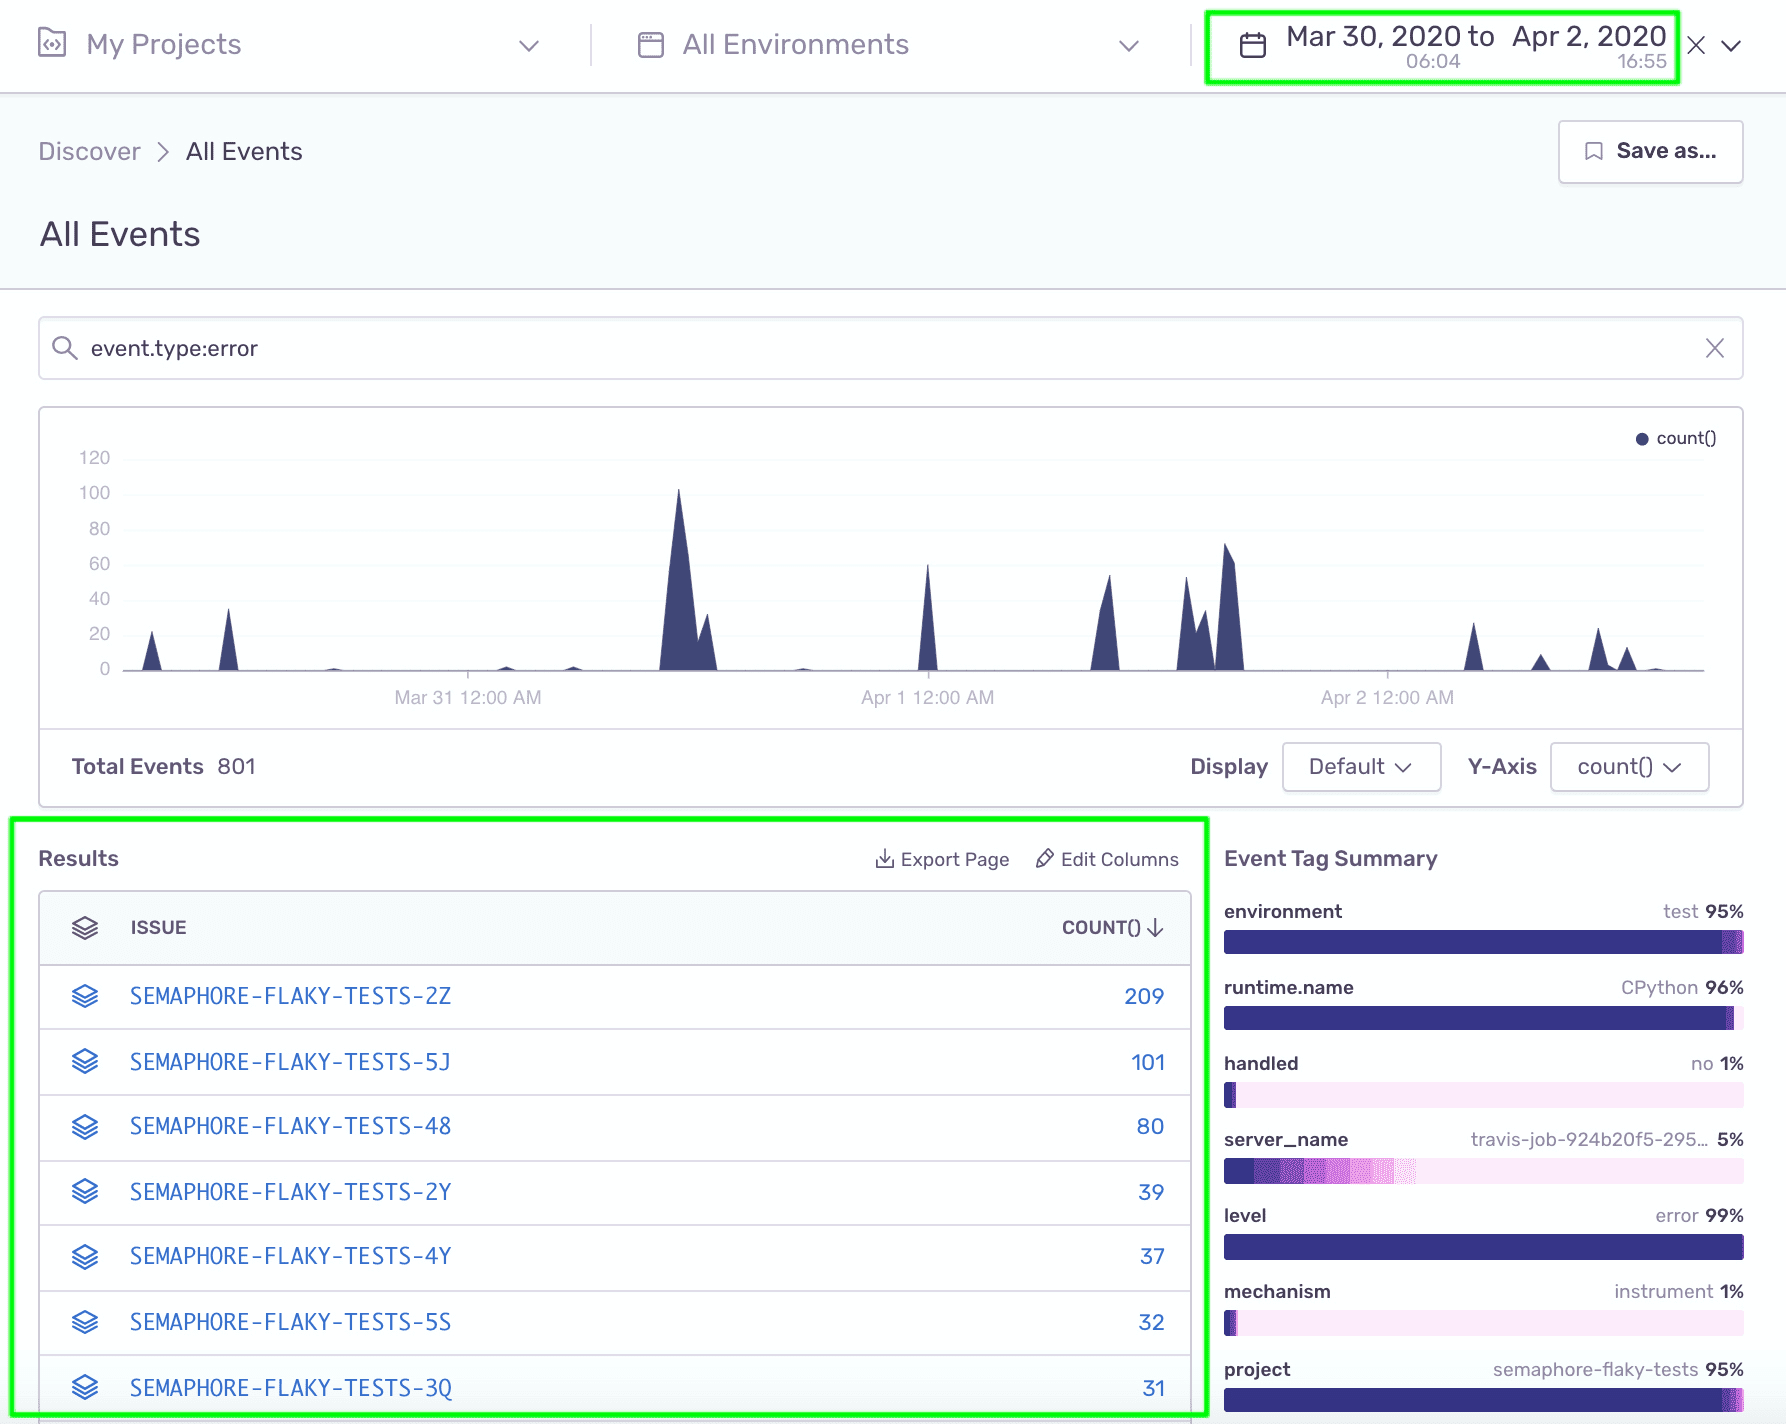 My Projects
All Environments
Mar 30, 2020 to Apr 2, 2020
06:04 16:55
Discover All Events
Save as...
All Events
event.type:error
count()
120
100
80
60
40
20
0
Mar 31 12:00 AM Apr 1 12:00 AM Apr 2 12:00 AM
Total Events 801
Display Default Y-Axis count()
Results
Export Page Edit Columns
ISSUE COUNT()
SEMAPHORE-FLAKY-TESTS-2Z 209
SEMAPHORE-FLAKY-TESTS-5J 101
SEMAPHORE-FLAKY-TESTS-48 80
SEMAPHORE-FLAKY-TESTS-2Y 39
SEMAPHORE-FLAKY-TESTS-4Y 37
SEMAPHORE-FLAKY-TESTS-5S 32
SEMAPHORE-FLAKY-TESTS-3Q 31
Event Tag Summary
environment test 95%
runtime.name CPython 96%
handled no 1%
server_name travis-job-924b20f5-295... 5%
level error 99%
mechanism instrument 1%
project semaphore-flaky-tests 95%